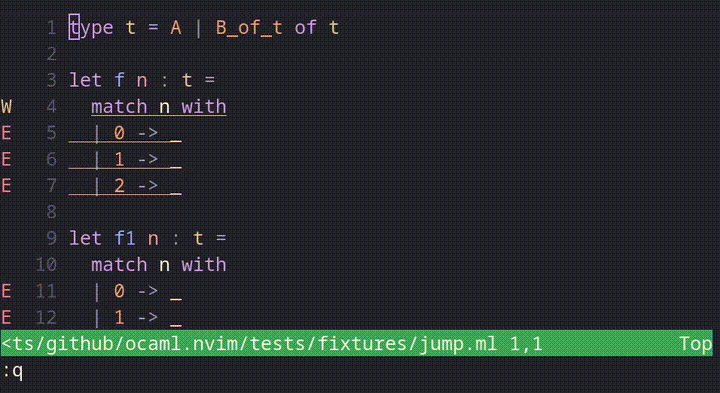 1 type t = A | B_of_t of t
2
3 let f n : t =
W 4 match n with
E 5 | 0 -> _
E 6 | 1 -> _
E 7 | 2 -> _
8
9 let f1 n : t =
10 match n with
E 11 | 0 -> _
E 12 | 1 -> _
<ts/github/ocaml.nvim/tests/fixtures/jump.ml 1,1 Top
:q